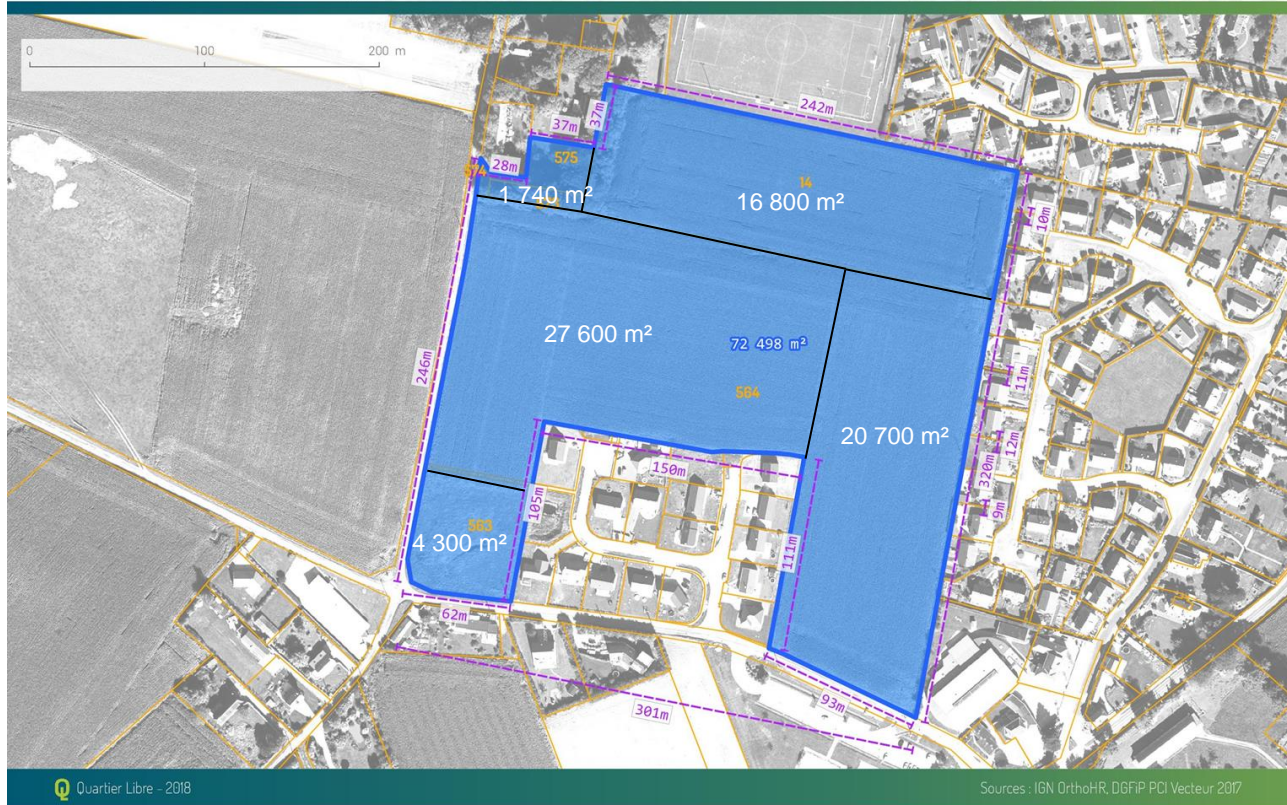 0 100 200 m
242m
37m
37m
575
574
28m
1 740 m²
14
16 800 m²
10m
27 600 m²
72 498 m²
246m
11m
564
20 700 m²
12m
150m
320m
105m
9m
563
4 300 m²
111m
62m
93m
301m
Quartier Libre - 2018
Sources : IGN OrthoHR, DGFiP PCI Vecteur 2017